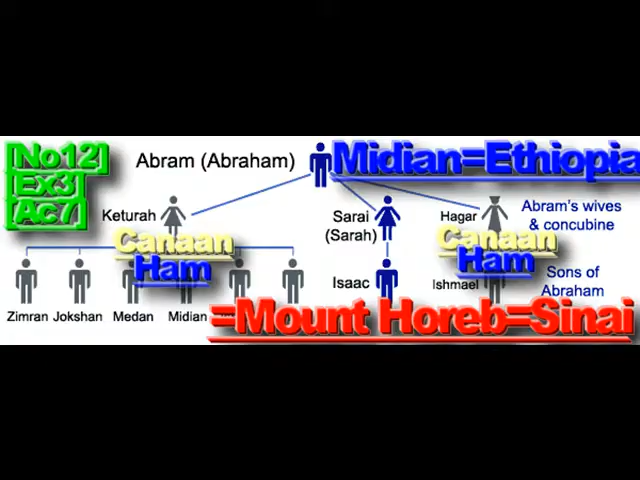 [No12]
[Ex3]
[Ac7]
Abram (Abraham)
Midian=Ethiopia
Keturah
Sarai
(Sarah)
Hagar
Abram's wives
& concubine
Canaan
Ham
Canaan
Ham
Isaac
Ishmael
Sons of
Abraham
Zimran Jokshan Medan Midian
=Mount Horeb=Sinai